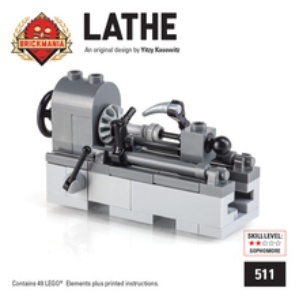 BRICKMANIA
LATHE
An original design by Yitzy Kasowitz
SKILL LEVEL:
SOPHOMORE
511
Contains 49 LEGO® Elements plus printed instructions.